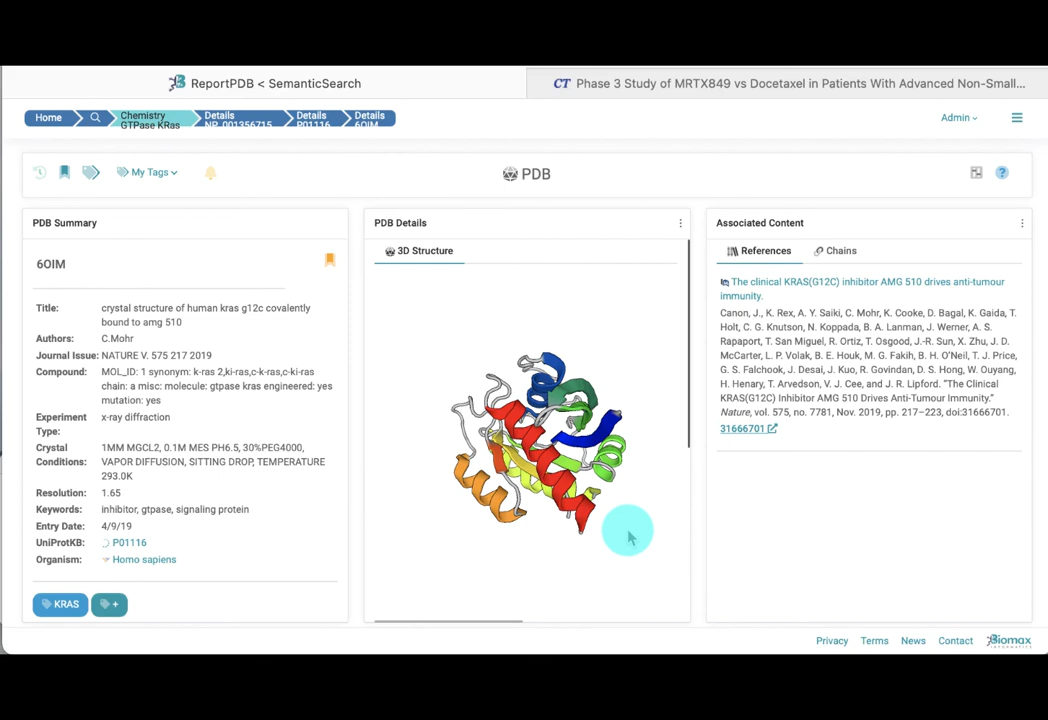 ReportPDB < SemanticSearch
CT Phase 3 Study of MRTX849 vs Docetaxel in Patients With Advanced Non-Small...
Home
Chemistry
GTPase KRas
Details
NP_001356715
Details
P01116
Details
6OIM
Admin
My Tags
PDB
?
PDB Summary
6OIM
Title: crystal structure of human kras g12c covalently
bound to amg 510
Authors: C.Mohr
Journal Issue: NATURE V. 575 217 2019
Compound: MOL_ID: 1 synonym: k-ras 2,ki-ras,c-k-ras,c-ki-ras
chain: a misc: molecule: gtpase kras engineered: yes
mutation: yes
Experiment
Type: x-ray diffraction
Crystal
Conditions: 1MM MGCL2, 0.1M MES PH6.5, 30%PEG4000,
VAPOR DIFFUSION, SITTING DROP, TEMPERATURE
293.0K
Resolution: 1.65
Keywords: inhibitor, gtpase, signaling protein
Entry Date: 4/9/19
UniProtKB: P01116
Organism: Homo sapiens
KRAS
+
PDB Details
3D Structure
Associated Content
References Chains
The clinical KRAS(G12C) inhibitor AMG 510 drives anti-tumour
immunity.
Canon, J., K. Rex, A. Y. Saiki, C. Mohr, K. Cooke, D. Bagal, K. Gaida, T.
Holt, C. G. Knutson, N. Koppada, B. A. Lanman, J. Werner, A. S.
Rapaport, T. San Miguel, R. Ortiz, T. Osgood, J.-R. Sun, X. Zhu, J. D.
McCarter, L. P. Volak, B. E. Houk, M. G. Fakih, B. H. O'Neil, T. J. Price,
G. S. Falchook, J. Desai, J. Kuo, R. Govindan, D. S. Hong, W. Ouyang,
H. Henary, T. Arvedson, V. J. Cee, and J. R. Lipford. "The Clinical
KRAS(G12C) Inhibitor AMG 510 Drives Anti-Tumour Immunity."
Nature, vol. 575, no. 7781, Nov. 2019, pp. 217–223, doi:31666701.
31666701
Privacy Terms News Contact Biomax
INFORMATICS